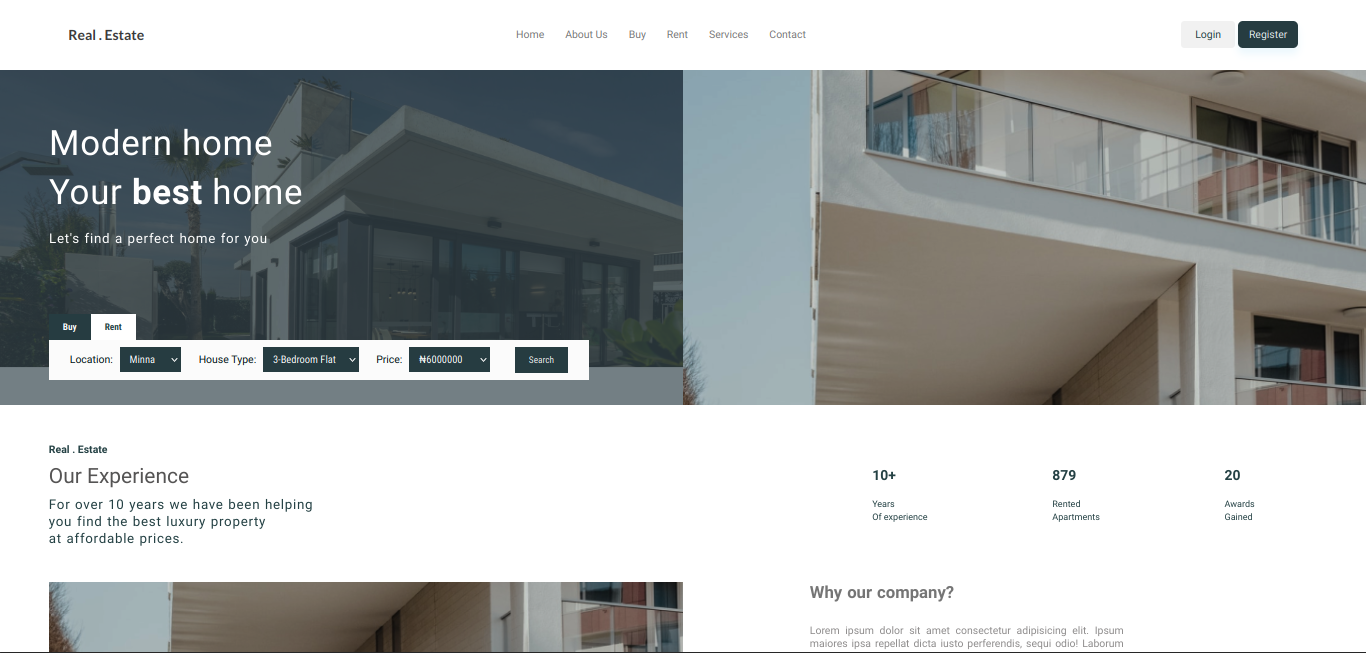 Real . Estate
Home About Us Buy Rent Services Contact
Login Register
Modern home
Your best home
Let's find a perfect home for you
Buy Rent
Location: Minna House Type: 3-Bedroom Flat Price: ₦6000000 Search
Real . Estate
Our Experience
For over 10 years we have been helping
you find the best luxury property
at affordable prices.
10+ 879 20
Years Rented Awards
Of experience Apartments Gained
Why our company?
Lorem ipsum dolor sit amet consectetur adipisicing elit. Ipsum
maiores ipsa repellat dicta iusto perferendis, sequi odio! Laborum